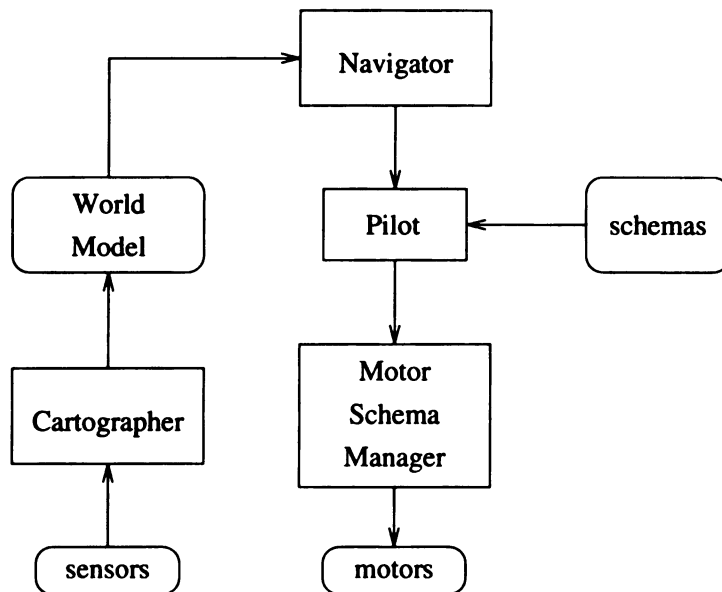 Navigator
World
Model
Pilot
schemas
Motor
Schema
Manager
Cartographer
sensors
motors